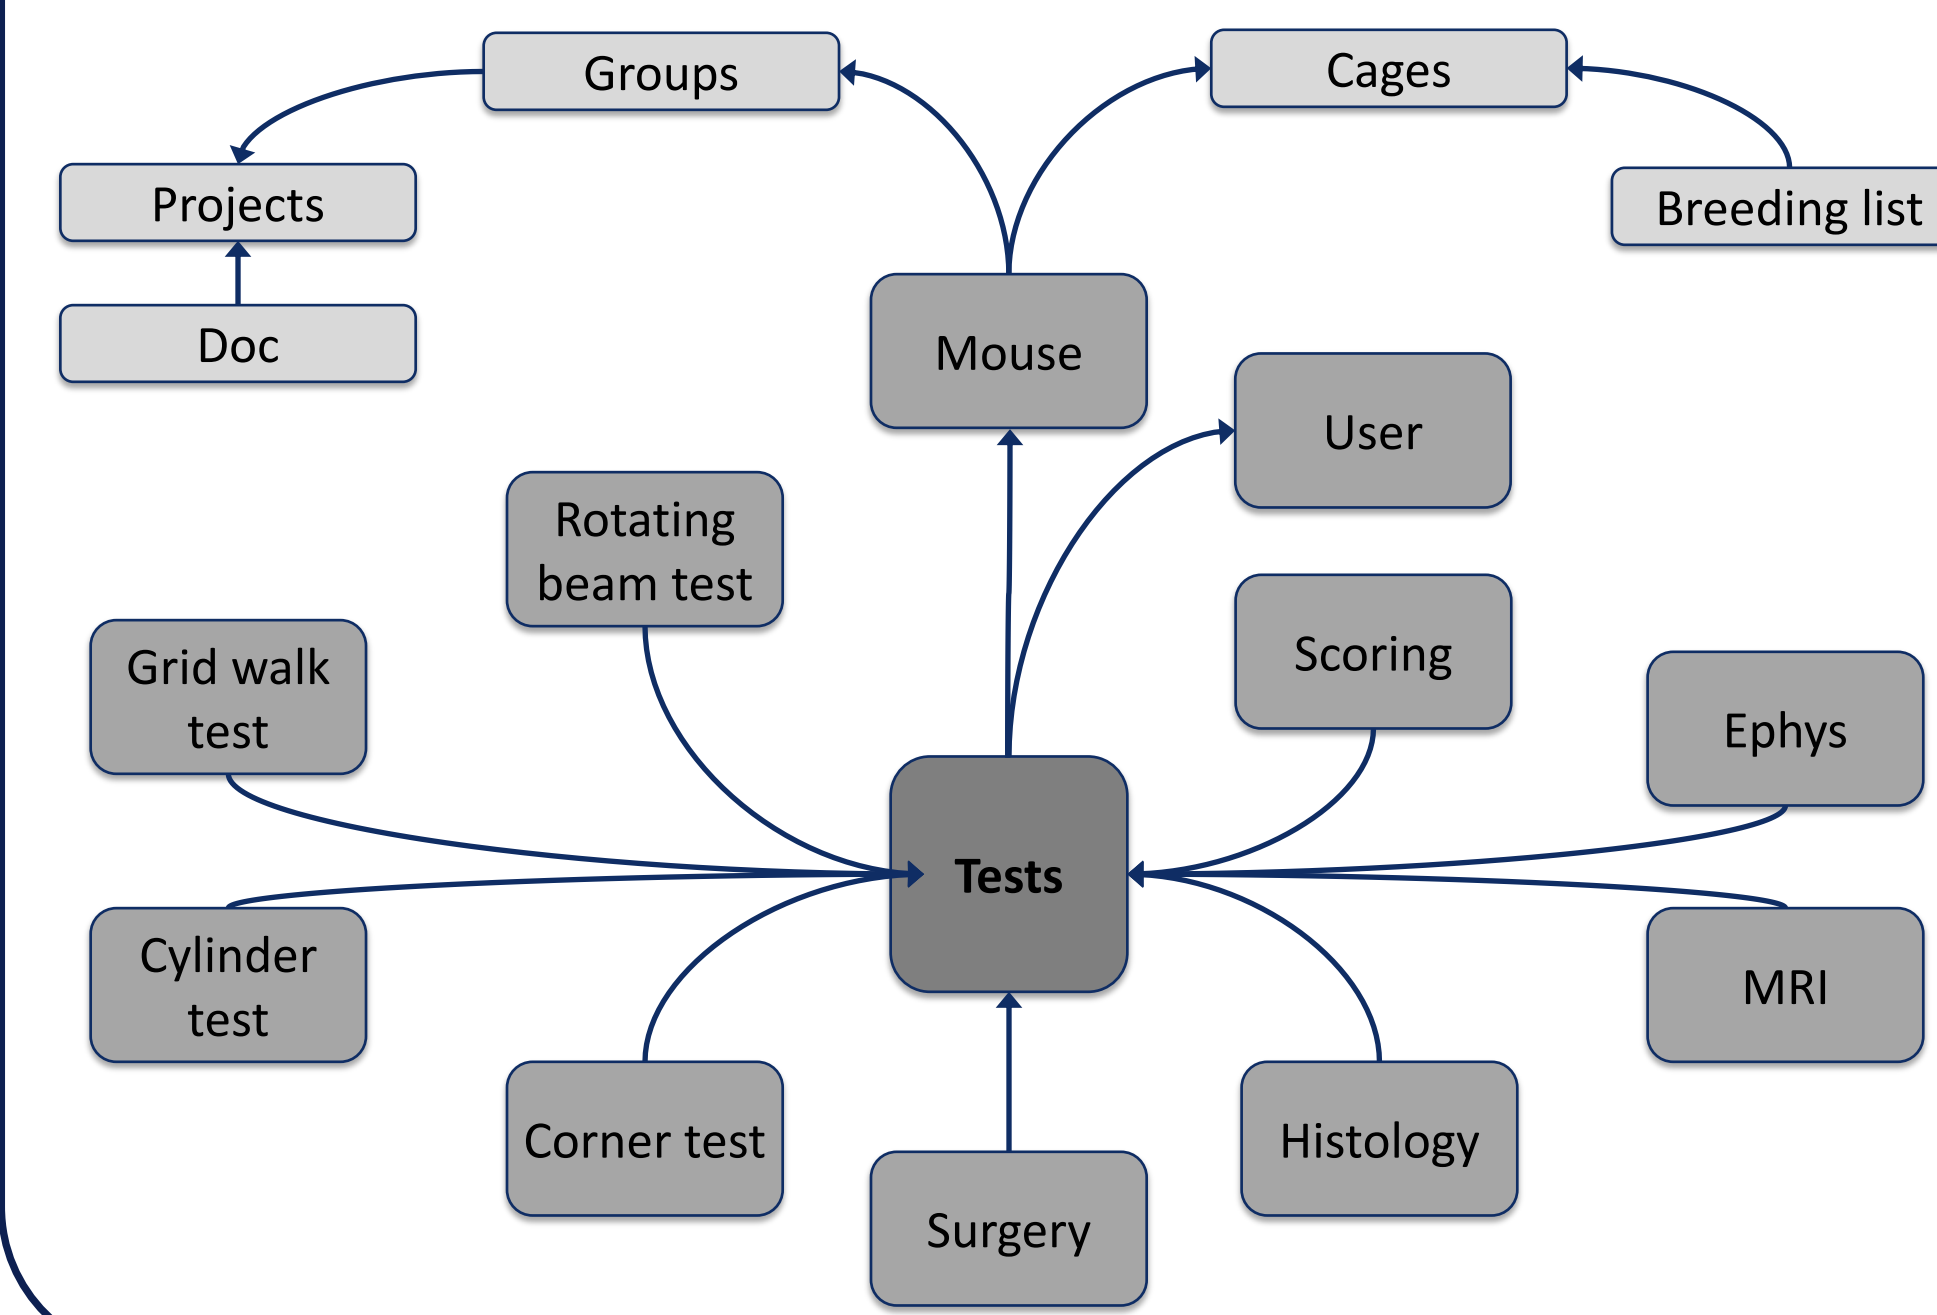 Groups
Cages
Projects
Breeding list
Doc
Mouse
User
Rotating
beam test
Grid walk
test
Scoring
Ephys
Tests
Cylinder
test
MRI
Corner test
Histology
Surgery